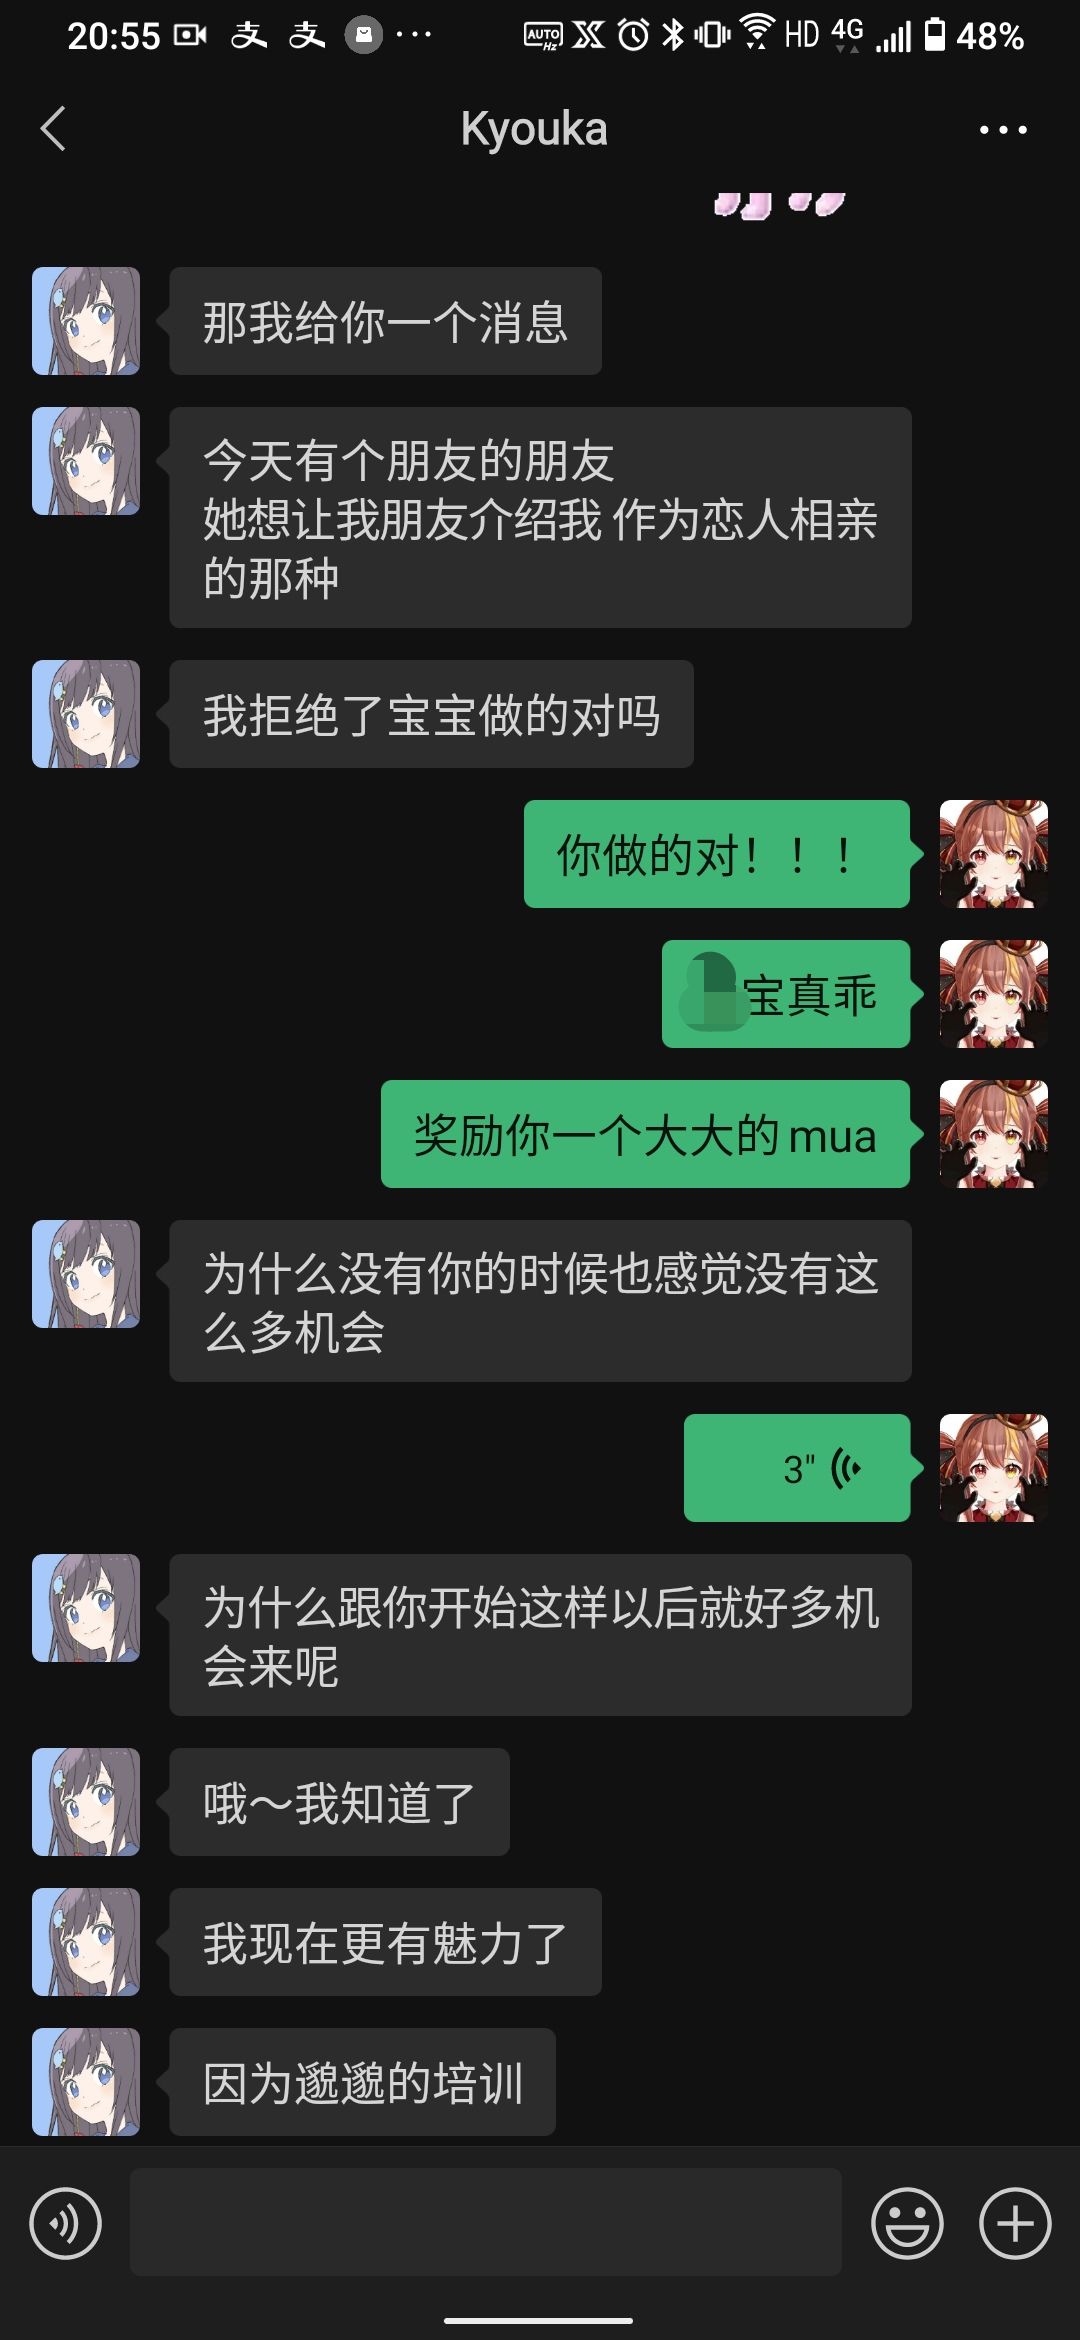 20:55 支 支 ··· AUTO Hz HD 4G 48%
Kyouka
那我给你一个消息
今天有个朋友的朋友
她想让我朋友介绍我 作为恋人相亲
的那种
我拒绝了宝宝做的对吗
你做的对！！！
宝真乖
奖励你一个大大的mua
为什么没有你的时候也感觉没有这
么多机会
3"
为什么跟你开始这样以后就好多机
会来呢
哦～我知道了
我现在更有魅力了
因为邈邈的培训